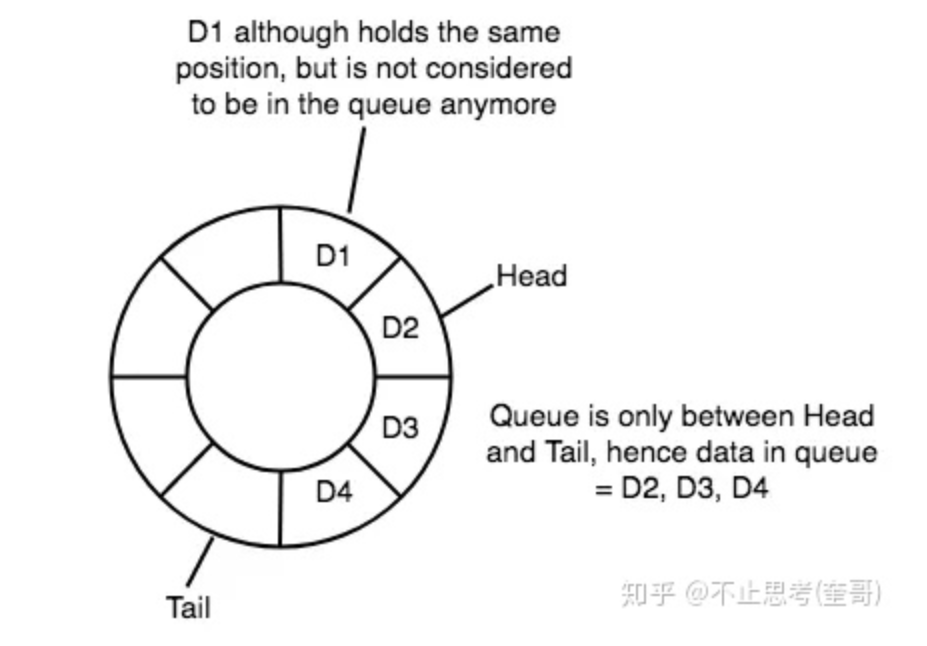 D1 although holds the same
position, but is not considered
to be in the queue anymore
D1
Head
D2
D3
Queue is only between Head
and Tail, hence data in queue
= D2, D3, D4
D4
Tail
知乎 @不止思考(奎哥)